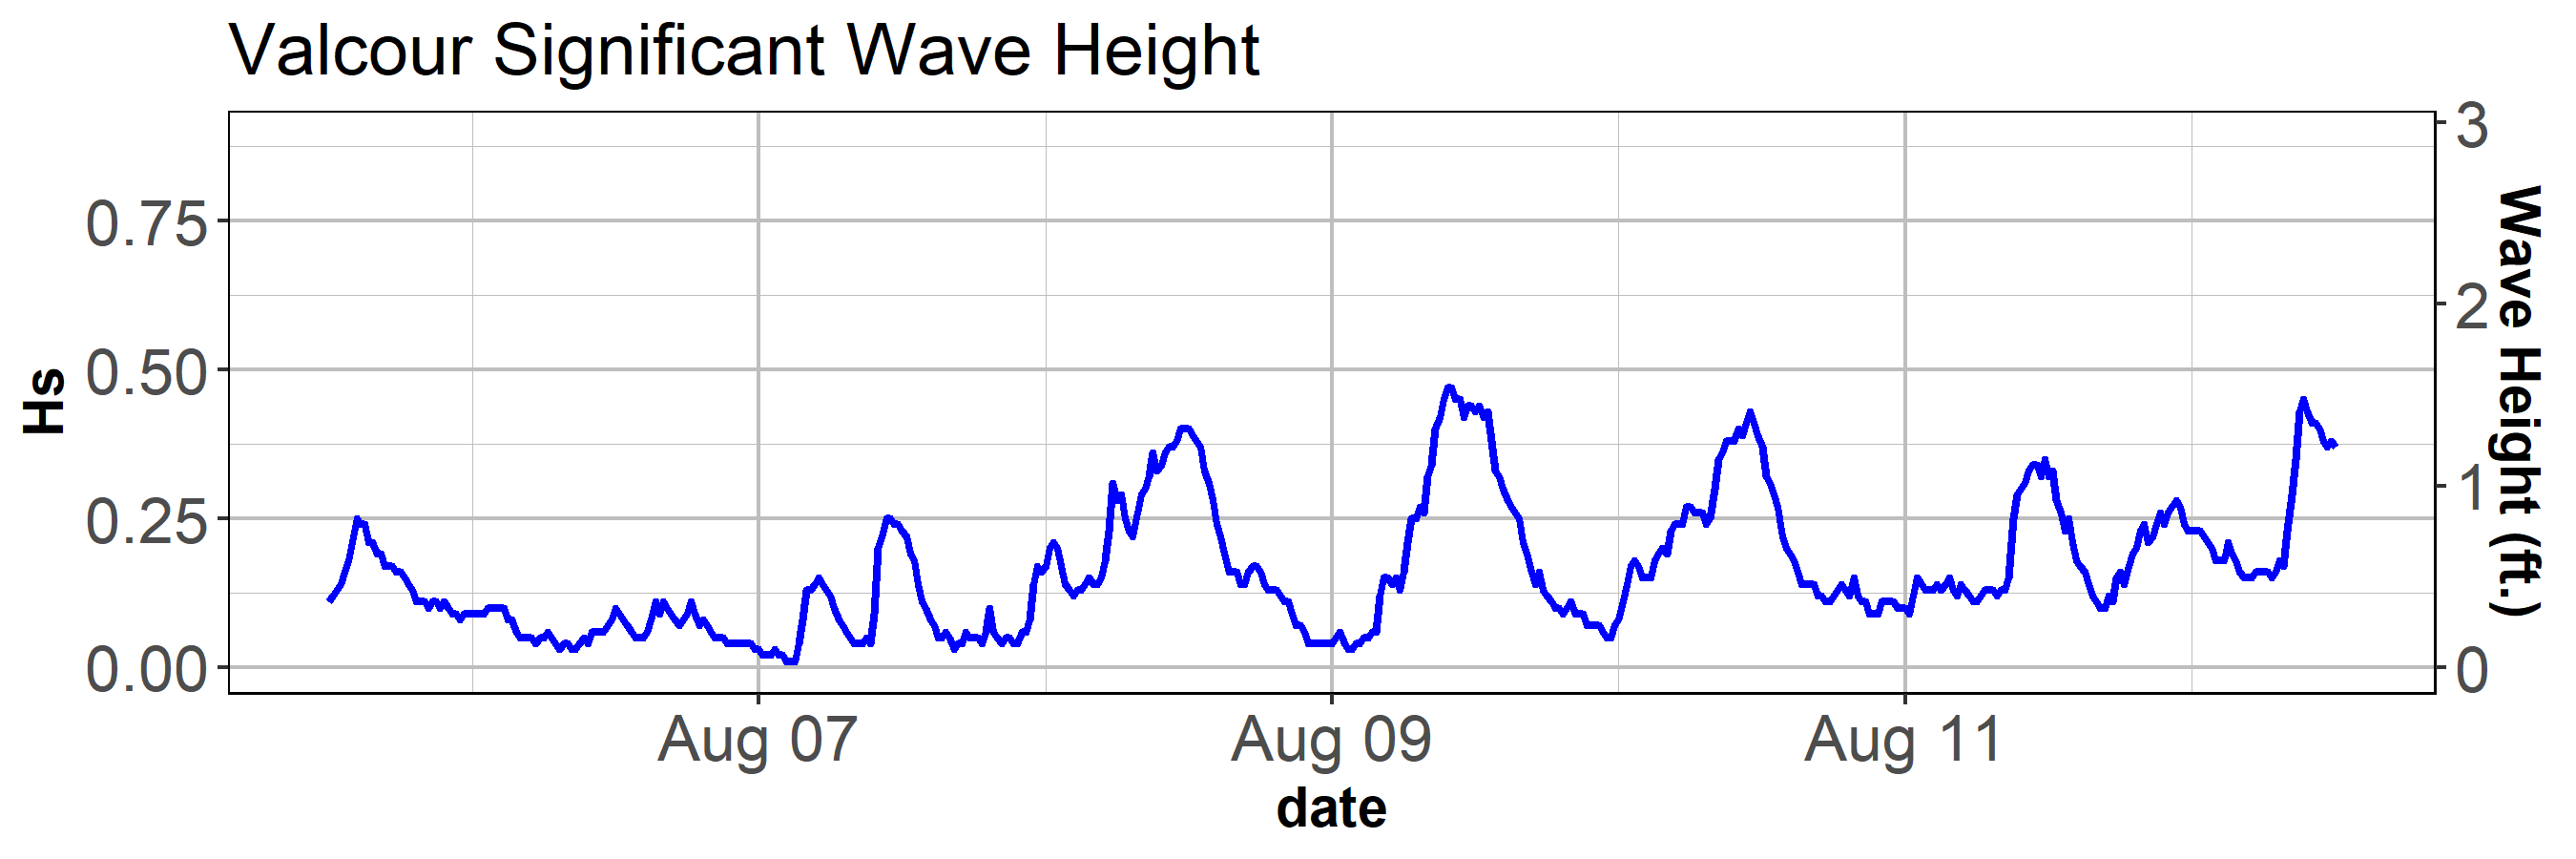 Valcour Significant Wave Height
Hs
0.75
0.50
0.25
0.00
3
2
1
0
Wave Height (ft.)
Aug 07
Aug 09
Aug 11
date